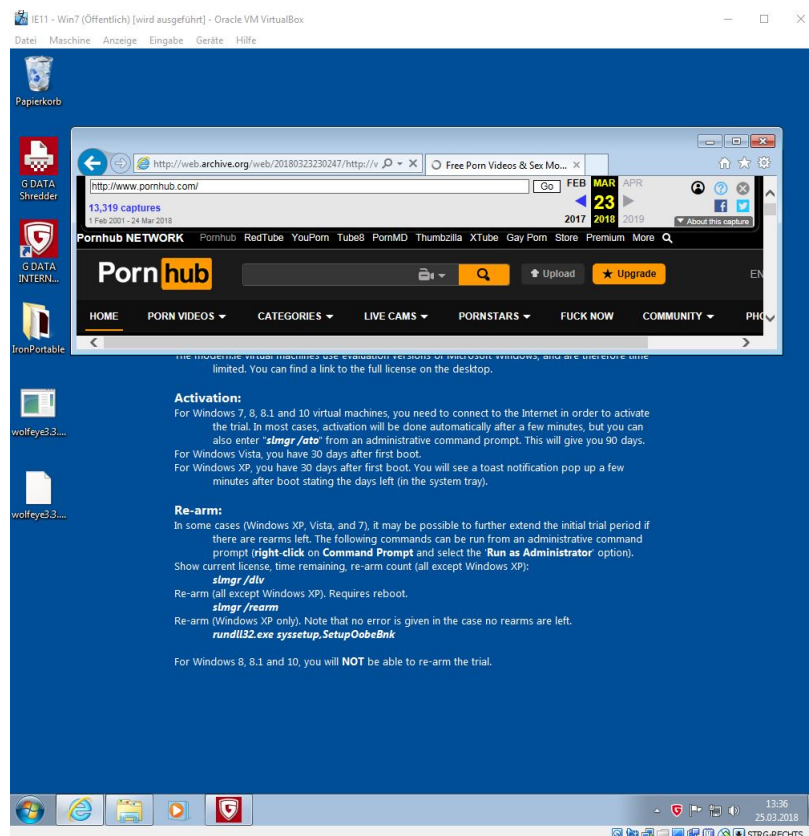 IE11 - Win7 (Öffentlich) [wird ausgeführt] - Oracle VM VirtualBox
Datei Maschine Anzeige Eingabe Geräte Hilfe
Papierkorb
G DATA
Shredder
G DATA
INTERN...
IronPortable
wolfeye3.3....
wolfeye3.3....
http://web.archive.org/web/20180323230247/http://v
Free Porn Videos & Sex Mo...
http://www.pornhub.com/
Go
FEB MAR APR
13,319 captures
23
1 Feb 2001 - 24 Mar 2018
2017 2018 2019
About this capture
Pornhub NETWORK Pornhub RedTube YouPorn Tube8 PornMD Thumbzilla XTube Gay Porn Store Premium More
Porn hub
Upload
Upgrade
EN
HOME PORN VIDEOS CATEGORIES LIVE CAMS PORNSTARS FUCK NOW COMMUNITY PHO
The modern.ie virtual machines use evaluation versions of Microsoft Windows, and are therefore time
limited. You can find a link to the full license on the desktop.
Activation:
For Windows 7, 8, 8.1 and 10 virtual machines, you need to connect to the Internet in order to activate
the trial. In most cases, activation will be done automatically after a few minutes, but you can
also enter "slmgr /ato" from an administrative command prompt. This will give you 90 days.
For Windows Vista, you have 30 days after first boot.
For Windows XP, you have 30 days after first boot. You will see a toast notification pop up a few
minutes after boot stating the days left (in the system tray).
Re-arm:
In some cases (Windows XP, Vista, and 7), it may be possible to further extend the initial trial period if
there are rearms left. The following commands can be run from an administrative command
prompt (right-click on Command Prompt and select the 'Run as Administrator' option).
Show current license, time remaining, re-arm count (all except Windows XP):
slmgr /dlv
Re-arm (all except Windows XP). Requires reboot.
slmgr /rearm
Re-arm (Windows XP only). Note that no error is given in the case no rearms are left.
rundll32.exe syssetup,SetupOobeBnk
For Windows 8, 8.1 and 10, you will NOT be able to re-arm the trial.
13:36
25.03.2018
STRG-RECHTS